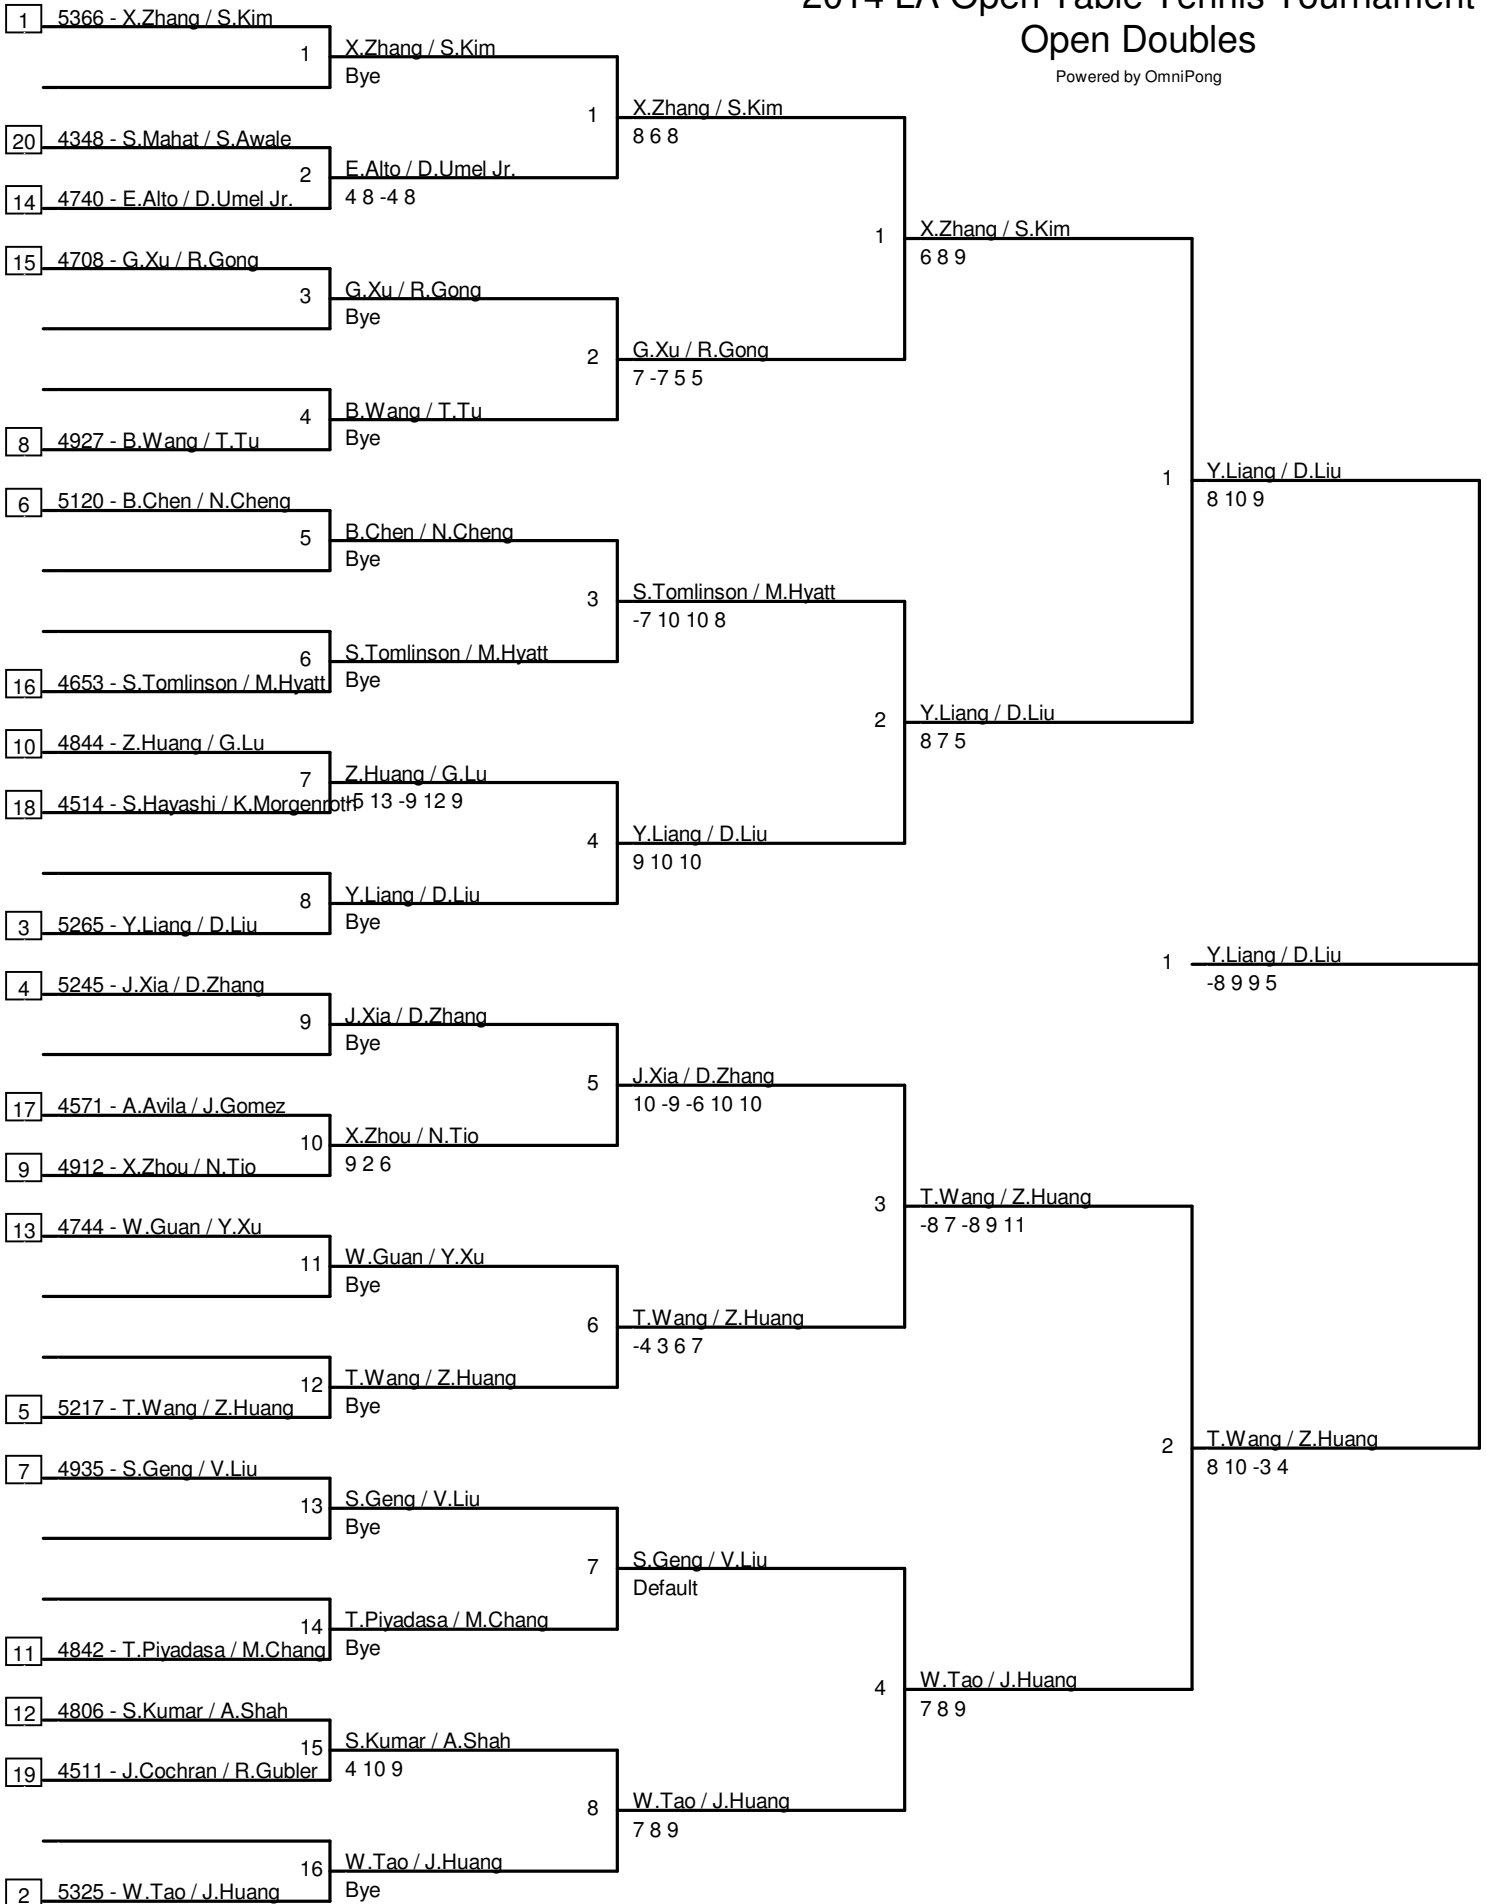 2014 LA Open Table Tennis Tournament
Open Doubles
Powered by OmniPong
1 5366 - X.Zhang / S.Kim
20 4348 - S.Mahat / S.Awale
14 4740 - E.Alto / D.Umel Jr.
15 4708 - G.Xu / R.Gong
8 4927 - B.Wang / T.Tu
6 5120 - B.Chen / N.Cheng
16 4653 - S.Tomlinson / M.Hyatt
10 4844 - Z.Huang / G.Lu
18 4514 - S.Hayashi / K.Morgenroth
3 5265 - Y.Liang / D.Liu
4 5245 - J.Xia / D.Zhang
17 4571 - A.Avila / J.Gomez
9 4912 - X.Zhou / N.Tio
13 4744 - W.Guan / Y.Xu
5 5217 - T.Wang / Z.Huang
7 4935 - S.Geng / V.Liu
11 4842 - T.Piyadasa / M.Chang
12 4806 - S.Kumar / A.Shah
19 4511 - J.Cochran / R.Gubler
2 5325 - W.Tao / J.Huang
1 X.Zhang / S.Kim
Bye
2 E.Alto / D.Umel Jr.
4 8 -4 8
3 G.Xu / R.Gong
Bye
4 B.Wang / T.Tu
Bye
5 B.Chen / N.Cheng
Bye
6 S.Tomlinson / M.Hyatt
Bye
7 Z.Huang / G.Lu
-5 13 -9 12 9
8 Y.Liang / D.Liu
Bye
9 J.Xia / D.Zhang
Bye
10 X.Zhou / N.Tio
9 2 6
11 W.Guan / Y.Xu
Bye
12 T.Wang / Z.Huang
Bye
13 S.Geng / V.Liu
Bye
14 T.Piyadasa / M.Chang
Bye
15 S.Kumar / A.Shah
4 10 9
16 W.Tao / J.Huang
Bye
1 X.Zhang / S.Kim
8 6 8
2 G.Xu / R.Gong
7 -7 5 5
3 S.Tomlinson / M.Hyatt
-7 10 10 8
4 Y.Liang / D.Liu
9 10 10
5 J.Xia / D.Zhang
10 -9 -6 10 10
6 T.Wang / Z.Huang
-4 3 6 7
7 S.Geng / V.Liu
Default
8 W.Tao / J.Huang
7 8 9
1 X.Zhang / S.Kim
6 8 9
2 Y.Liang / D.Liu
8 7 5
3 T.Wang / Z.Huang
-8 7 -8 9 11
4 W.Tao / J.Huang
7 8 9
1 Y.Liang / D.Liu
8 10 9
2 T.Wang / Z.Huang
8 10 -3 4
1 Y.Liang / D.Liu
-8 9 9 5